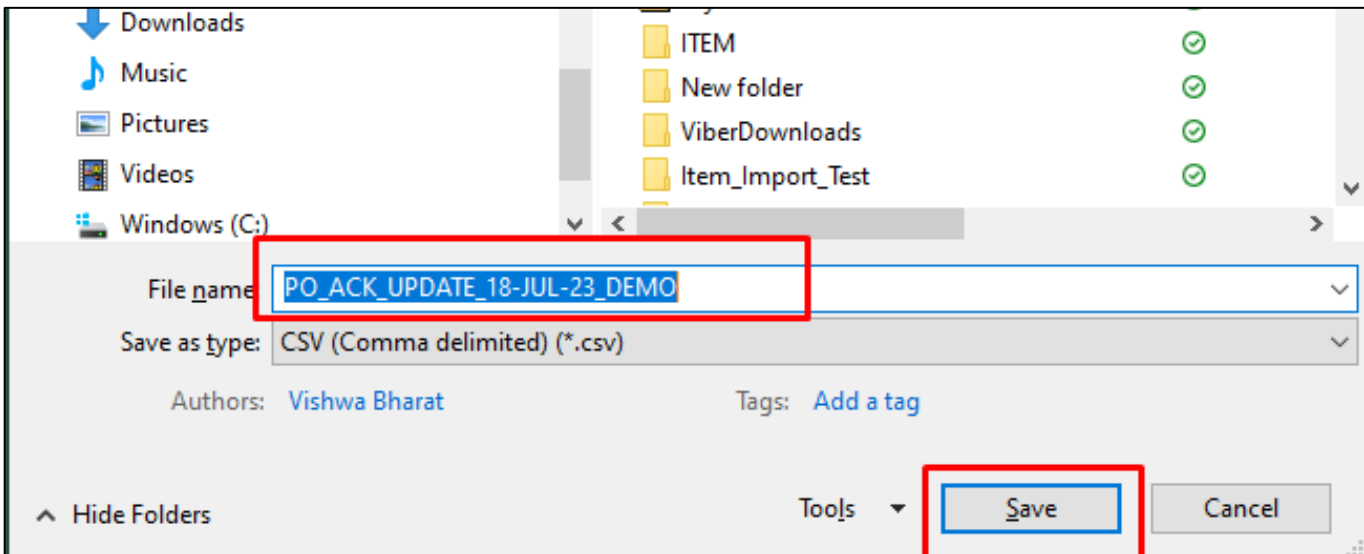 Downloads
Music
Pictures
Videos
Windows (C:)
ITEM
New folder
ViberDownloads
Item_Import_Test
File name
PO_ACK_UPDATE_18-JUL-23_DEMO
Save as type: CSV (Comma delimited) (*.csv)
Authors: Vishwa Bharat Tags: Add a tag
Hide Folders Tools Save Cancel